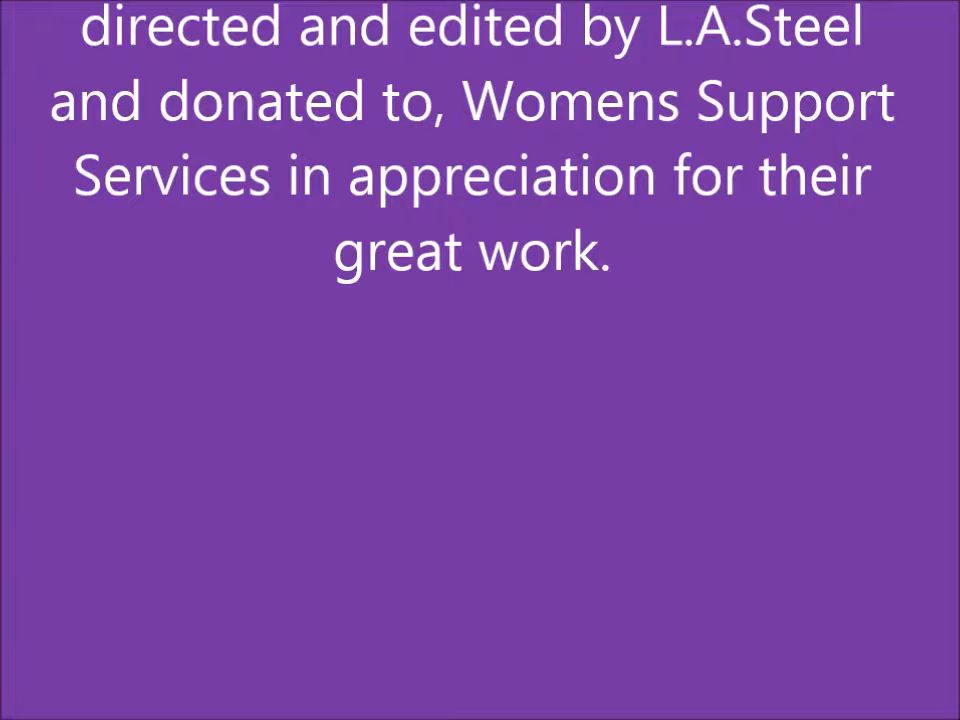 directed and edited by L.A.Steel
and donated to, Womens Support
Services in appreciation for their
great work.